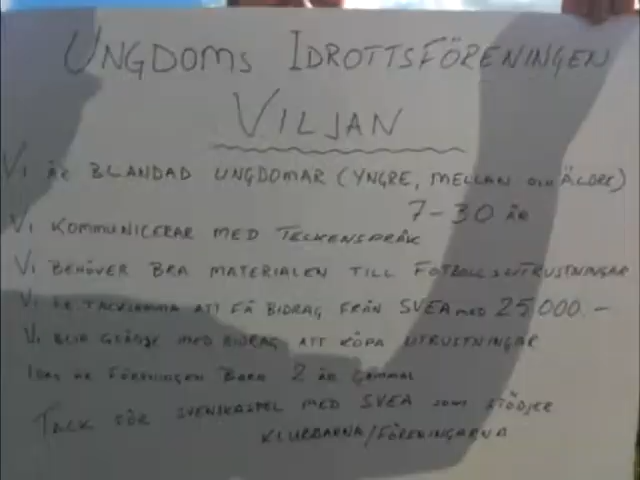 UNGDOMS IDROTTSFÖRENINGEN
VILJAN
VI ÄR BLANDAD UNGDOMAR (YNGRE, MELLAN och ÄLDRE)
7-30 ÅR
VI KOMMUNICERAR MED TECKENSPRÅK
VI BEHÖVER BRA MATERIALEN TILL FOTBOLLSUTRUSTNINGAR
VI ÄR TACKSAMMA ATT FÅ BIDRAG FRÅN SVEA MED 25000.-
VI BLIR GLÄDJE MED BIDRAG ATT KÖPA UTRUSTNINGAR
IDAG ÄR FÖRENINGEN BARA 2 ÅR GAMMAL
TACK FÖR SVENSKASPEL MED SVEA SOM STÖDJER
KLUBBARNA/FÖRENINGARNA